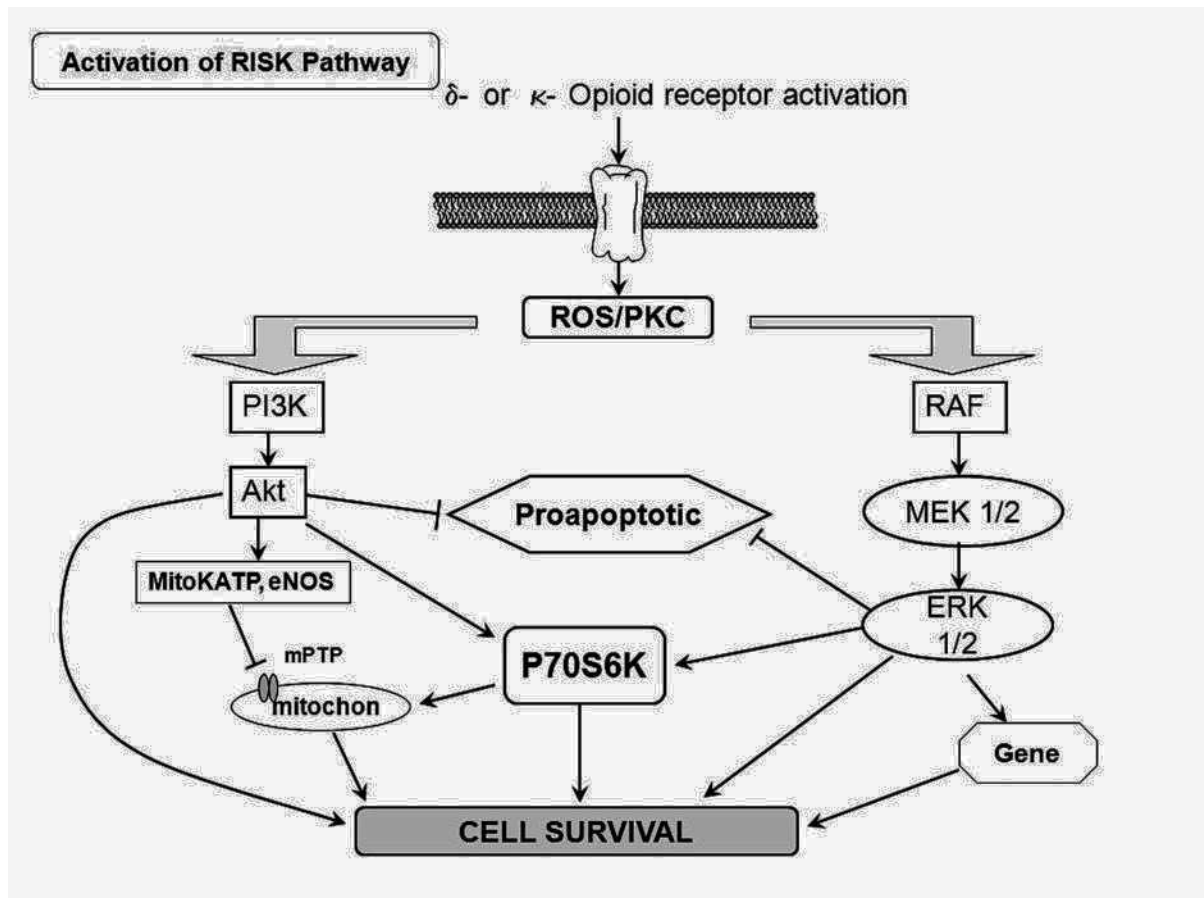 Activation of RISK Pathway
δ- or κ- Opioid receptor activation
ROS/PKC
PI3K
RAF
Akt
Proapoptotic
MEK 1/2
MitoKATP, eNOS
ERK
1/2
mPTP
P70S6K
mitochon
Gene
CELL SURVIVAL